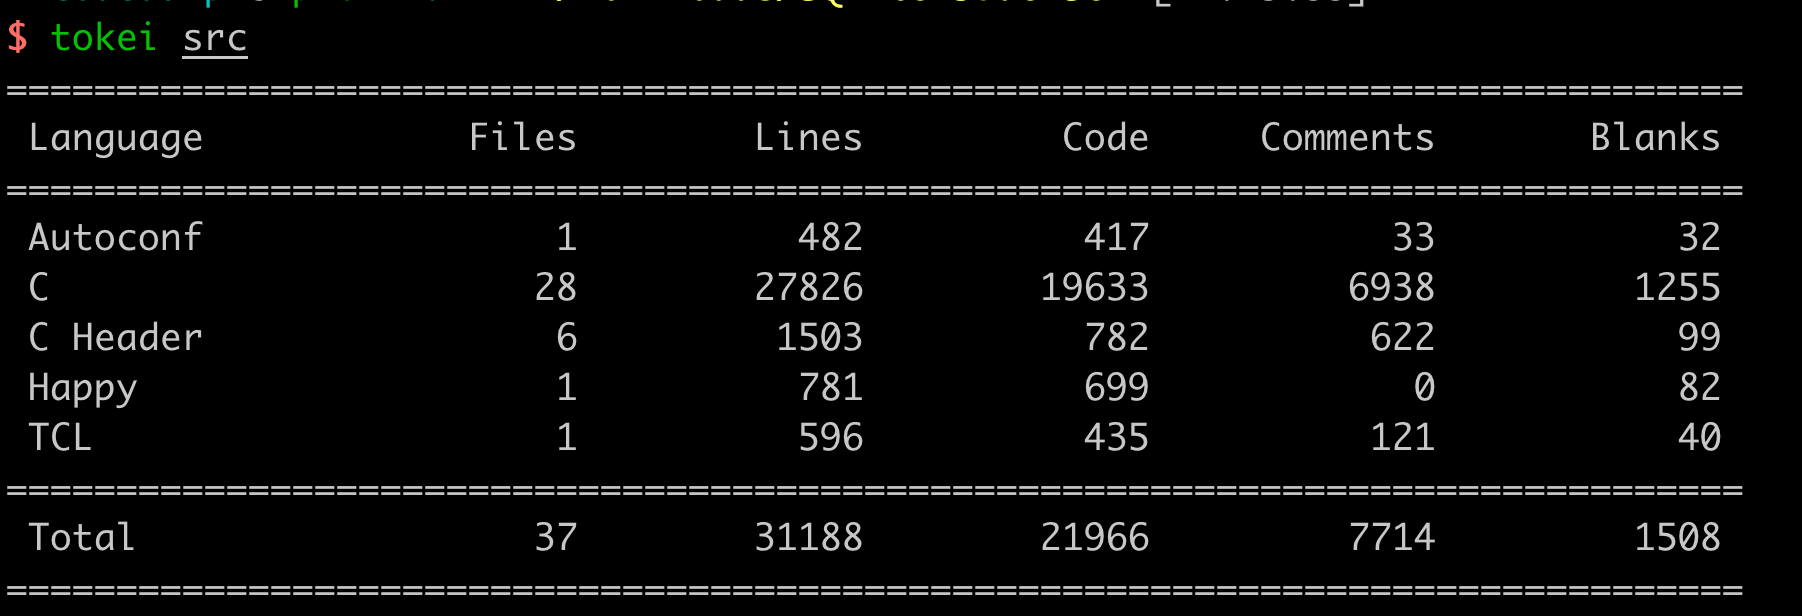 $ tokei src
===============================================================================
 Language            Files        Lines         Code     Comments       Blanks
===============================================================================
 Autoconf                1          482          417           33           32
 C                      28        27826        19633         6938         1255
 C Header                6         1503          782          622           99
 Happy                   1          781          699            0           82
 TCL                     1          596          435          121           40
===============================================================================
 Total                  37        31188        21966         7714         1508
===============================================================================